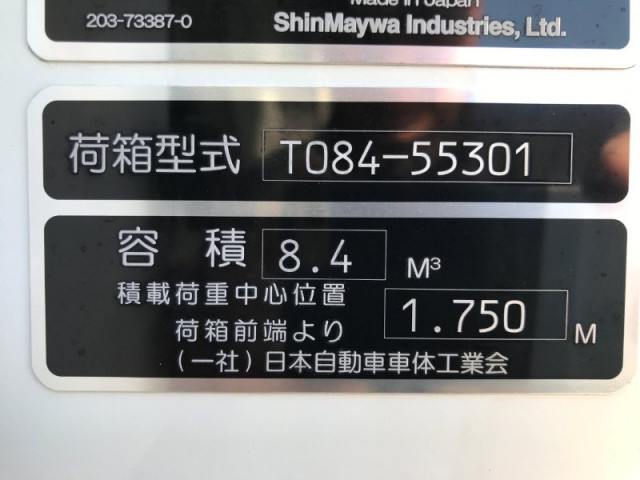 Made in Japan
203-73387-0 ShinMaywa Industries, Ltd.
荷箱型式 T084-55301
容積 8.4 M³
積載荷重中心位置
荷箱前端より 1.750 M
(一社)日本自動車車体工業会